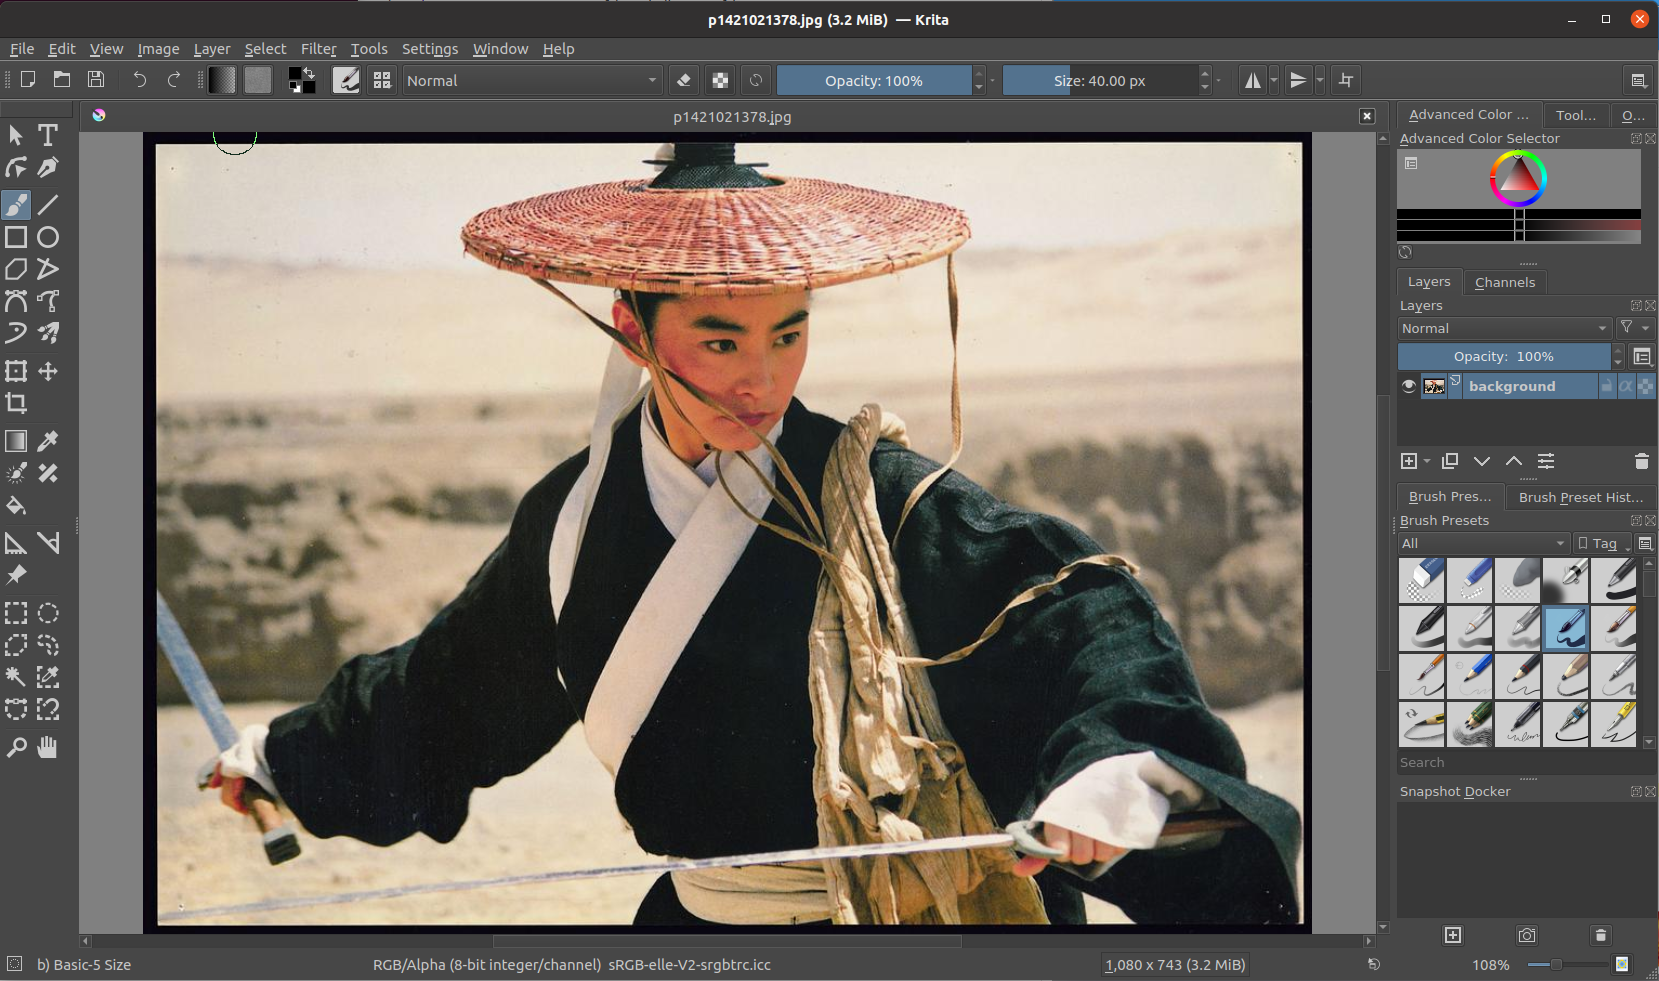 p1421021378.jpg (3.2 MiB) — Krita
File Edit View Image Layer Select Filter Tools Settings Window Help
Normal Opacity: 100% Size: 40.00 px
p1421021378.jpg
Advanced Color ... Tool... O...
Advanced Color Selector
Layers Channels
Layers
Normal
Opacity: 100%
background
Brush Pres... Brush Preset Hist...
Brush Presets
All Tag
Search
Snapshot Docker
b) Basic-5 Size RGB/Alpha (8-bit integer/channel) sRGB-elle-V2-srgbtrc.icc 1,080 x 743 (3.2 MiB) 108%